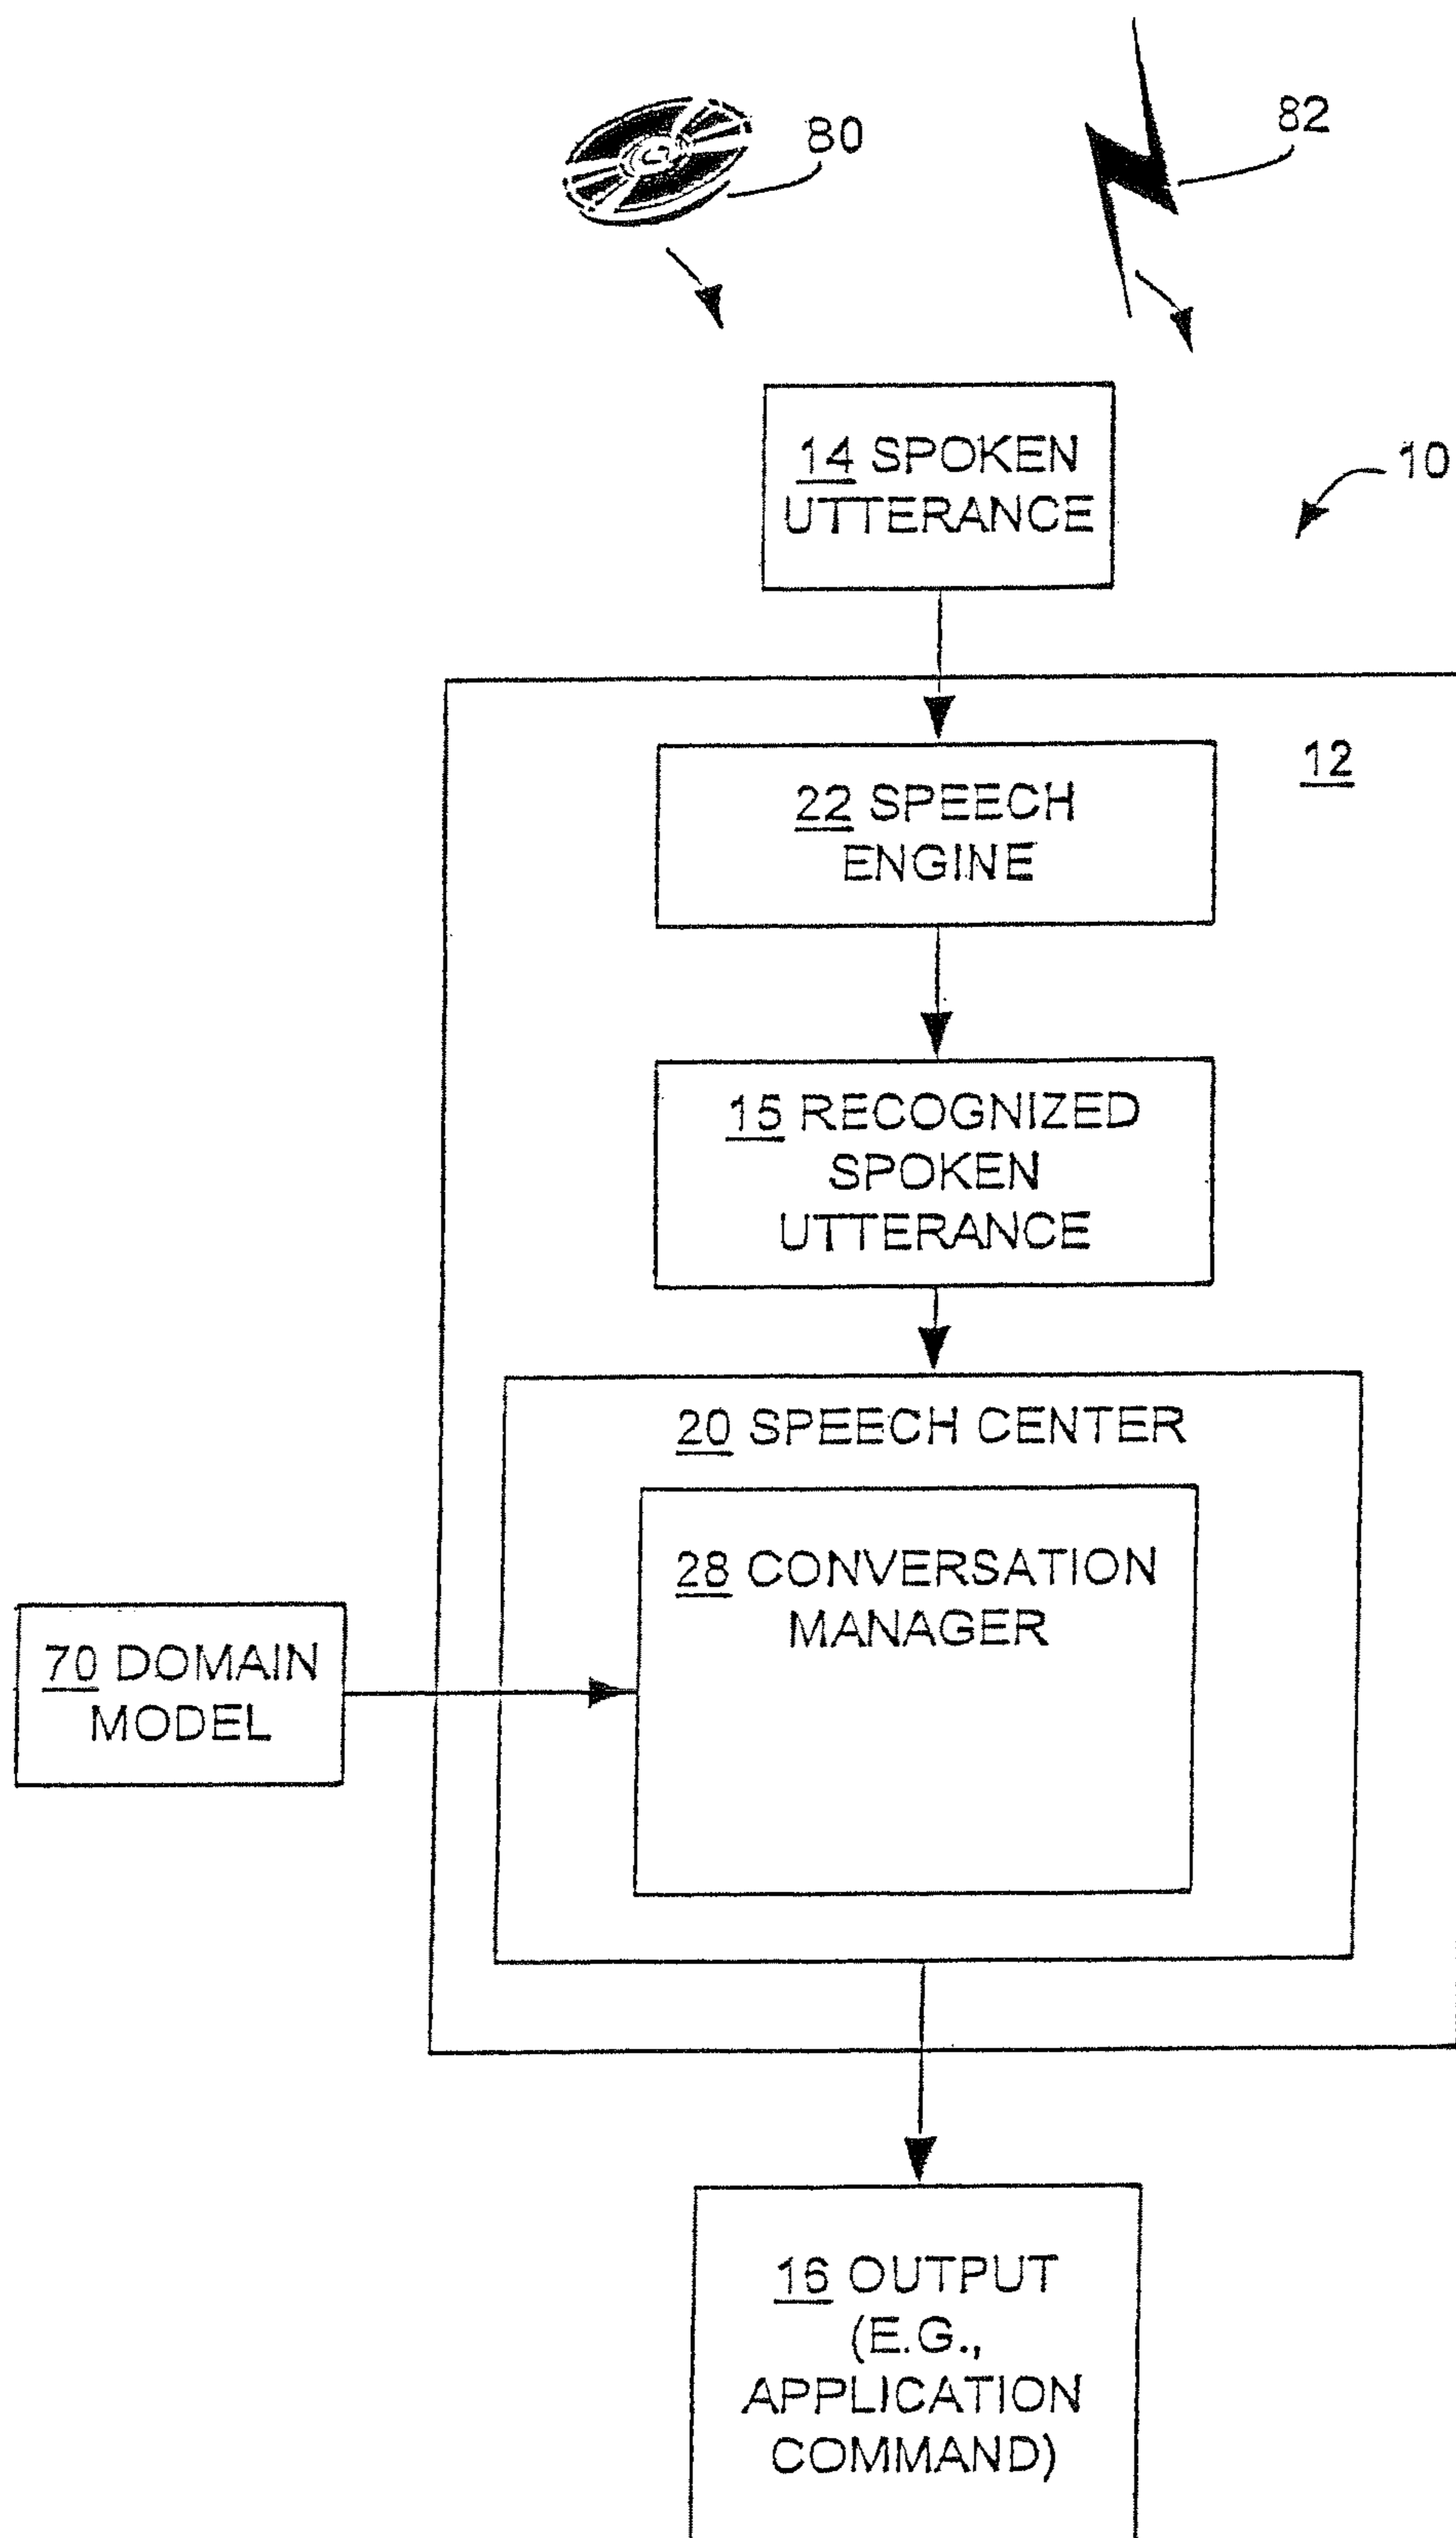 80
82
14 SPOKEN
UTTERANCE
10
12
22 SPEECH
ENGINE
15 RECOGNIZED
SPOKEN
UTTERANCE
20 SPEECH CENTER
28 CONVERSATION
MANAGER
70 DOMAIN
MODEL
16 OUTPUT
(E.G.,
APPLICATION
COMMAND)